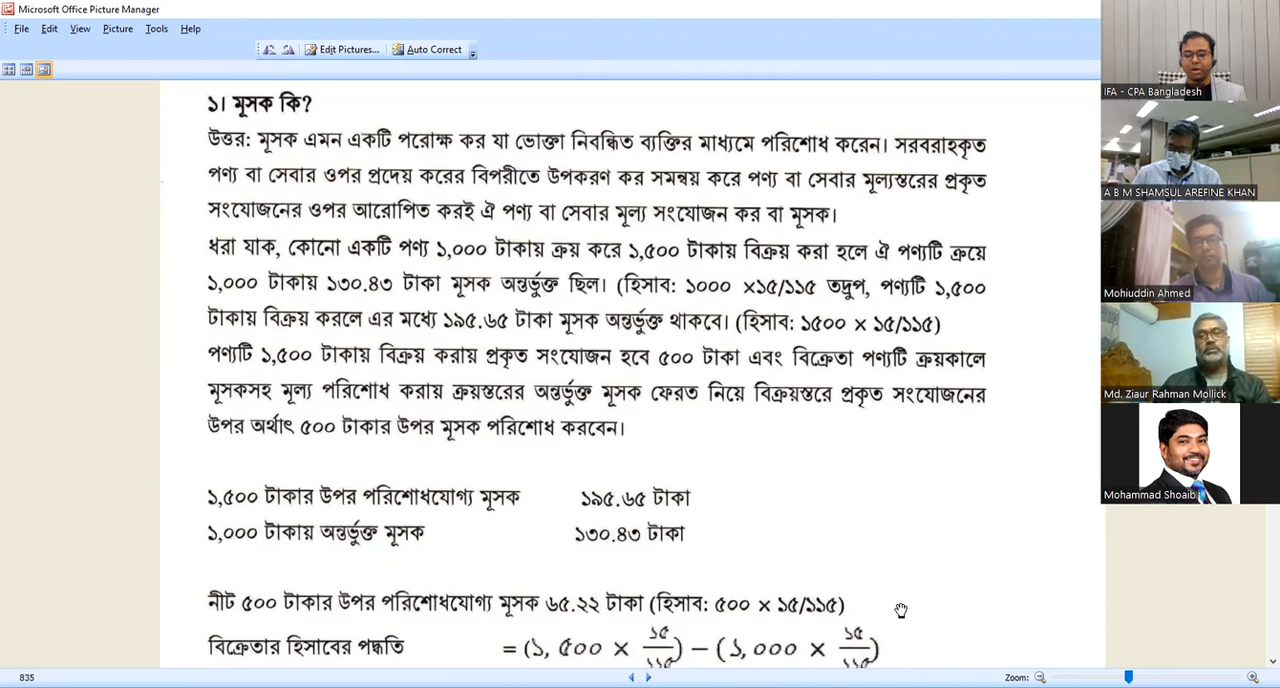 Microsoft Office Picture Manager
File Edit View Picture Tools Help
Edit Pictures... Auto Correct
১। মূসক কি?
উত্তর: মূসক এমন একটি পরোক্ষ কর যা ভোক্তা নিবন্ধিত ব্যক্তির মাধ্যমে পরিশোধ করেন। সরবরাহকৃত
পণ্য বা সেবার ওপর প্রদেয় করের বিপরীতে উপকরণ কর সমন্বয় করে পণ্য বা সেবার মূল্যস্তরের প্রকৃত
সংযোজনের ওপর আরোপিত করই ঐ পণ্য বা সেবার মূল্য সংযোজন কর বা মূসক।
ধরা যাক, কোনো একটি পণ্য ১,০০০ টাকায় ক্রয় করে ১,৫০০ টাকায় বিক্রয় করা হলে ঐ পণ্যটি ক্রয়ে
১,০০০ টাকায় ১৩০.৪৩ টাকা মূসক অন্তর্ভুক্ত ছিল। (হিসাব: ১০০০ ×১৫/১১৫ তদ্রুপ, পণ্যটি ১,৫০০
টাকায় বিক্রয় করলে এর মধ্যে ১৯৫.৬৫ টাকা মূসক অন্তর্ভুক্ত থাকবে। (হিসাব: ১৫০০ × ১৫/১১৫)
পণ্যটি ১,৫০০ টাকায় বিক্রয় করায় প্রকৃত সংযোজন হবে ৫০০ টাকা এবং বিক্রেতা পণ্যটি ক্রয়কালে
মূসকসহ মূল্য পরিশোধ করায় ক্রয়স্তরের অন্তর্ভুক্ত মূসক ফেরত নিয়ে বিক্রয়স্তরে প্রকৃত সংযোজনের
উপর অর্থাৎ ৫০০ টাকার উপর মূসক পরিশোধ করবেন।
১,৫০০ টাকার উপর পরিশোধযোগ্য মূসক ১৯৫.৬৫ টাকা
১,০০০ টাকায় অন্তর্ভুক্ত মূসক ১৩০.৪৩ টাকা
নীট ৫০০ টাকার উপর পরিশোধযোগ্য মূসক ৬৫.২২ টাকা (হিসাব: ৫০০ × ১৫/১১৫)
বিক্রেতার হিসাবের পদ্ধতি = (১, ৫০০ × ১৫/১১৫) − (১,০০০ × ১৫/১১৫)
835
Zoom:
IFA - CPA Bangladesh
A B M SHAMSUL AREFINE KHAN
Mohiuddin Ahmed
Md. Ziaur Rahman Mollick
Mohammad Shoaib